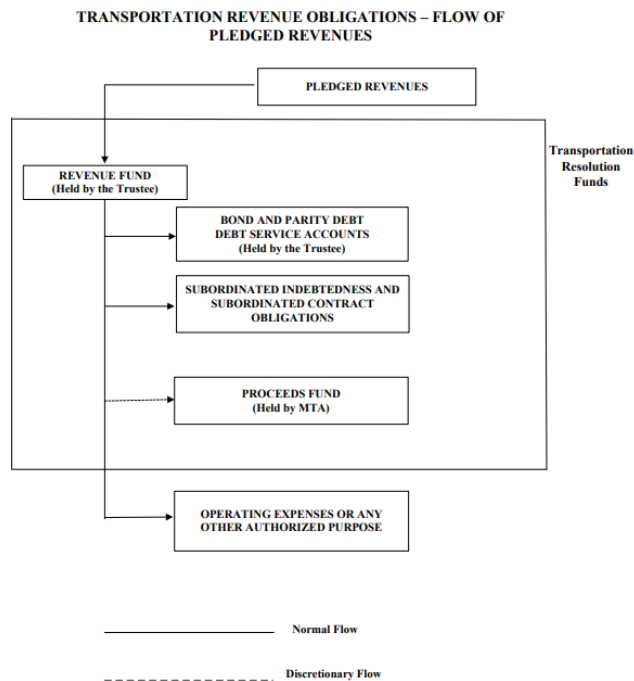 TRANSPORTATION REVENUE OBLIGATIONS – FLOW OF
PLEDGED REVENUES
PLEDGED REVENUES
Transportation
Resolution
Funds
REVENUE FUND
(Held by the Trustee)
BOND AND PARITY DEBT
DEBT SERVICE ACCOUNTS
(Held by the Trustee)
SUBORDINATED INDEBTEDNESS AND
SUBORDINATED CONTRACT
OBLIGATIONS
PROCEEDS FUND
(Held by MTA)
OPERATING EXPENSES OR ANY
OTHER AUTHORIZED PURPOSE
Normal Flow
Discretionary Flow